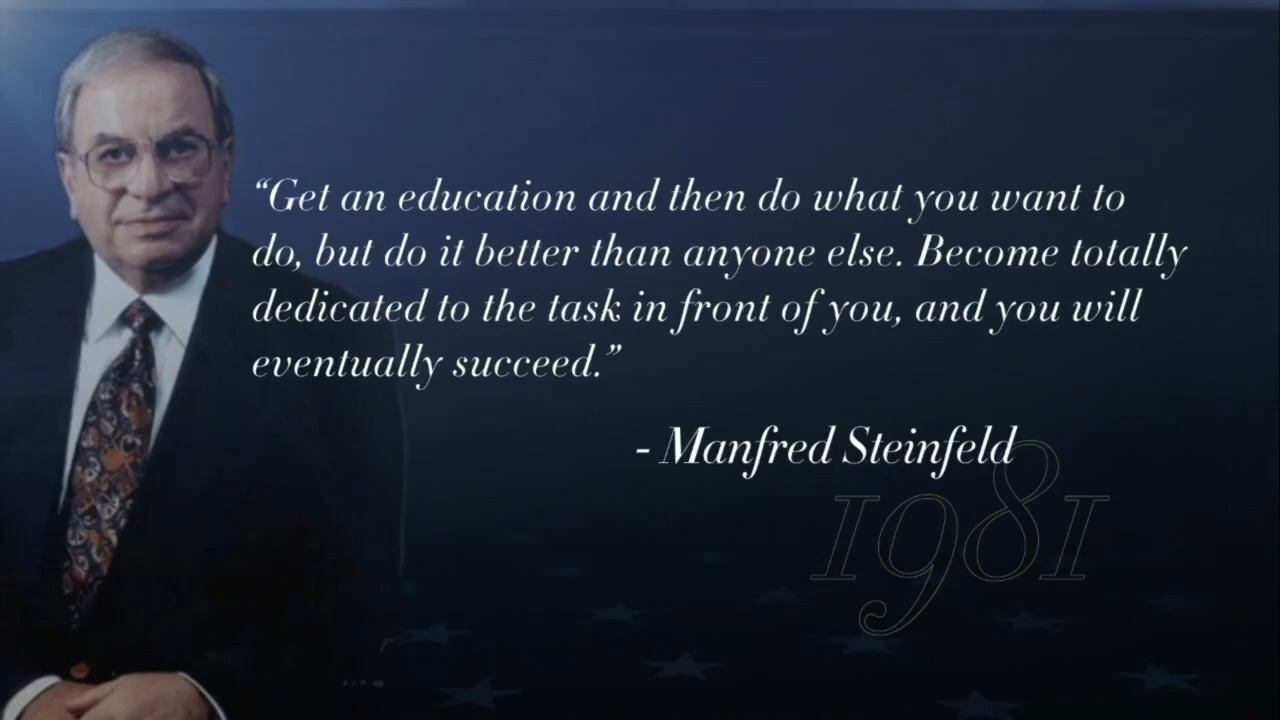 “Get an education and then do what you want to
do, but do it better than anyone else. Become totally
dedicated to the task in front of you, and you will
eventually succeed.”
- Manfred Steinfeld
1981